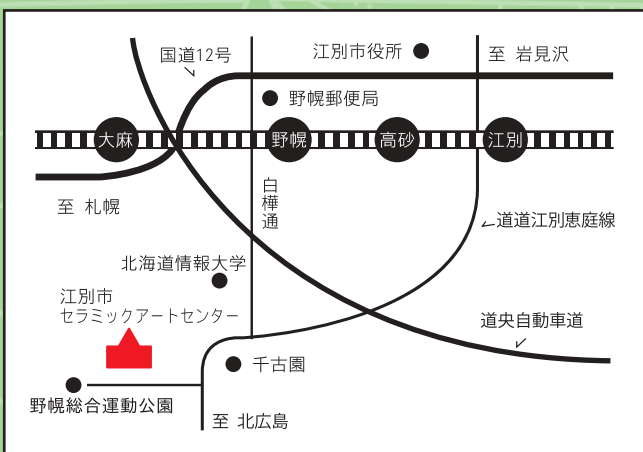 国道12号
江別市役所
至 岩見沢
野幌郵便局
大麻
野幌
高砂
江別
至 札幌
白樺通
道道江別恵庭線
北海道情報大学
江別市
セラミックアートセンター
道央自動車道
千古園
野幌総合運動公園
至 北広島